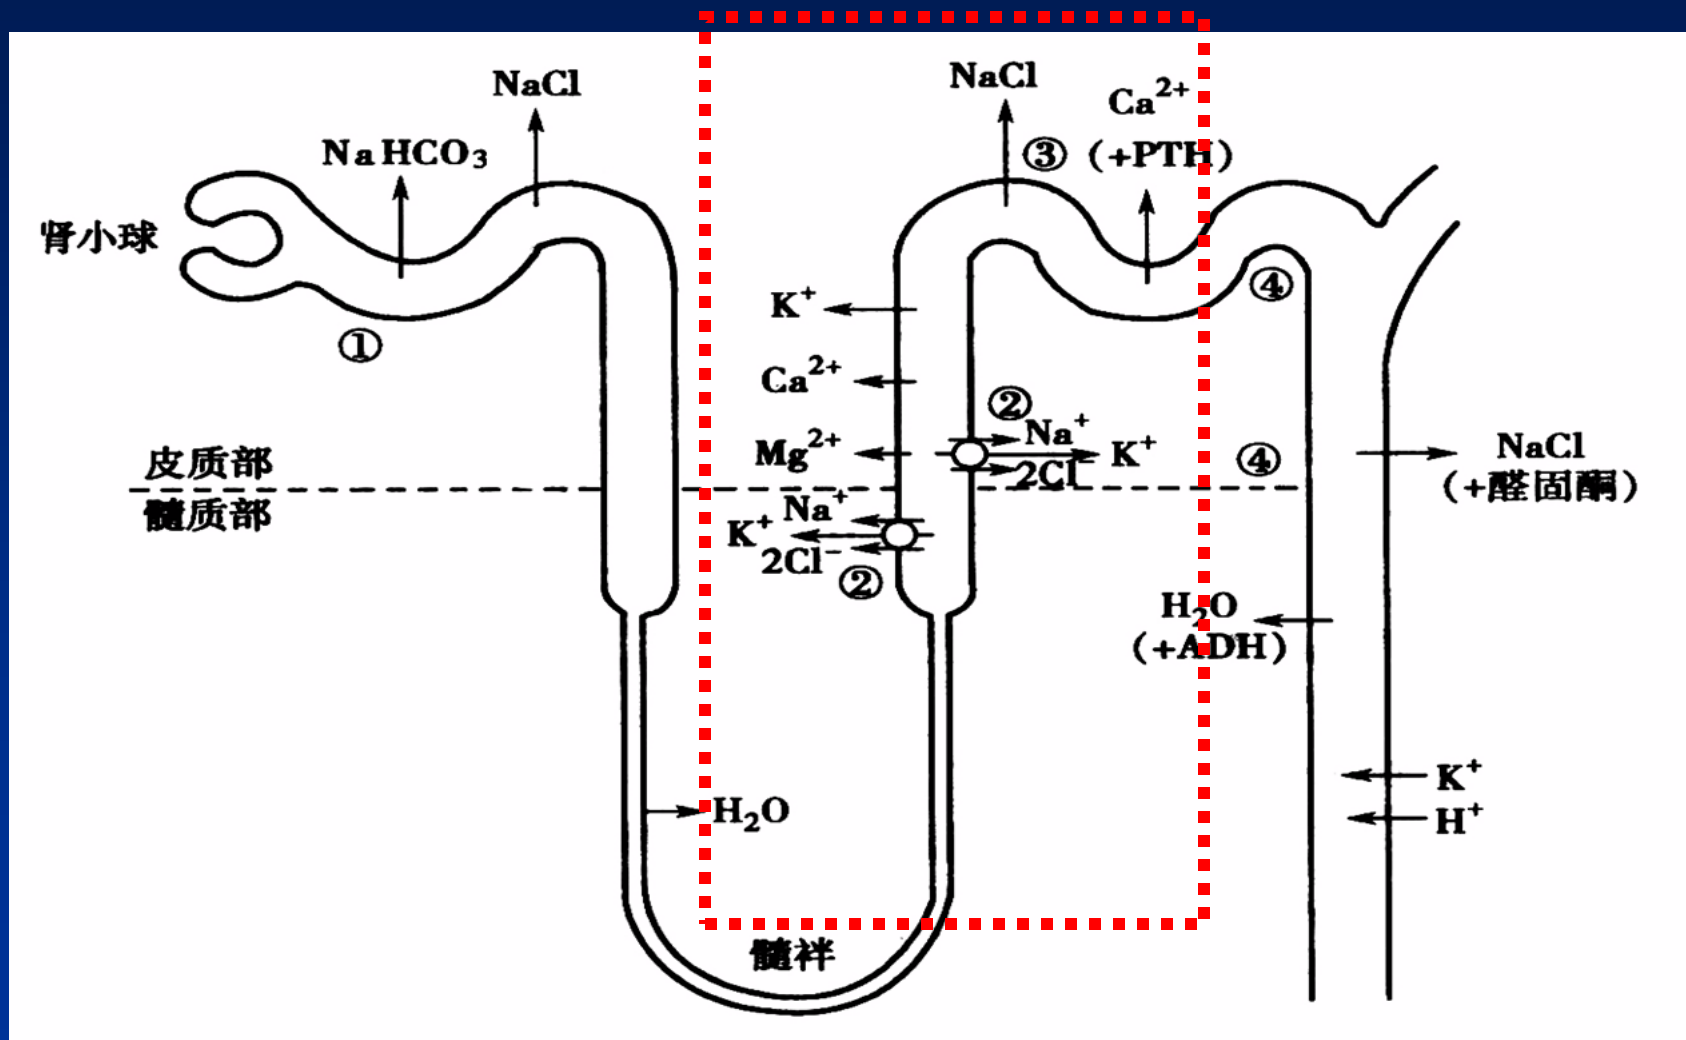 NaCl
NaHCO₃
肾小球
①
NaCl
③
Ca²⁺
(+PTH)
④
K⁺
Ca²⁺
Mg²⁺
②
Na⁺
K⁺
2Cl⁻
④
NaCl
(+醛固酮)
皮质部
髓质部
Na⁺
K⁺
2Cl⁻
②
H₂O
(+ADH)
H₂O
K⁺
H⁺
髓袢